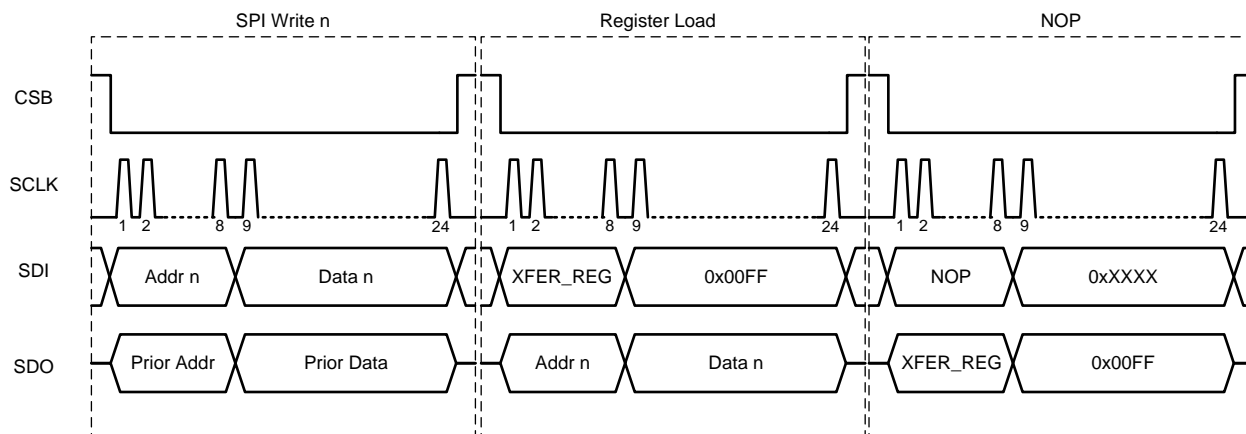 SPI Write n Register Load NOP
CSB
SCLK
1 2 8 9 24 1 2 8 9 24 1 2 8 9 24
SDI Addr n Data n XFER_REG 0x00FF NOP 0xXXXX
SDO Prior Addr Prior Data Addr n Data n XFER_REG 0x00FF